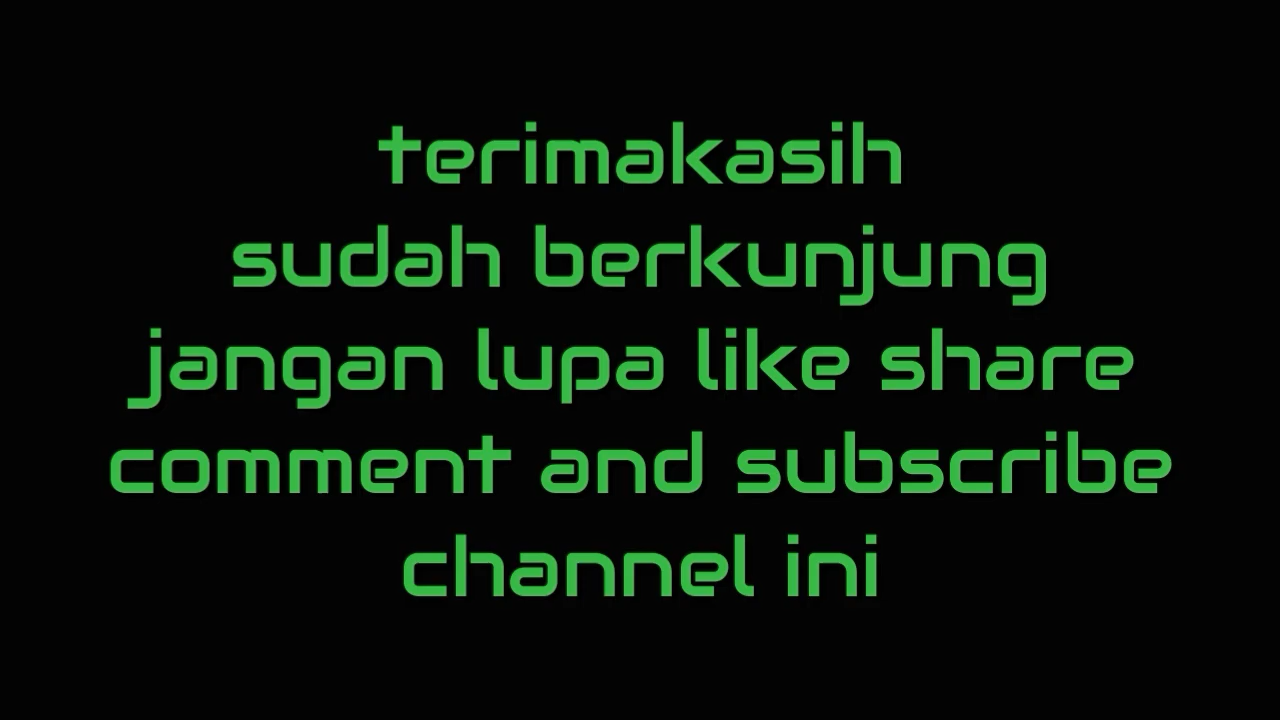 terimakasih
sudah berkunjung
jangan lupa like share
comment and subscribe
channel ini